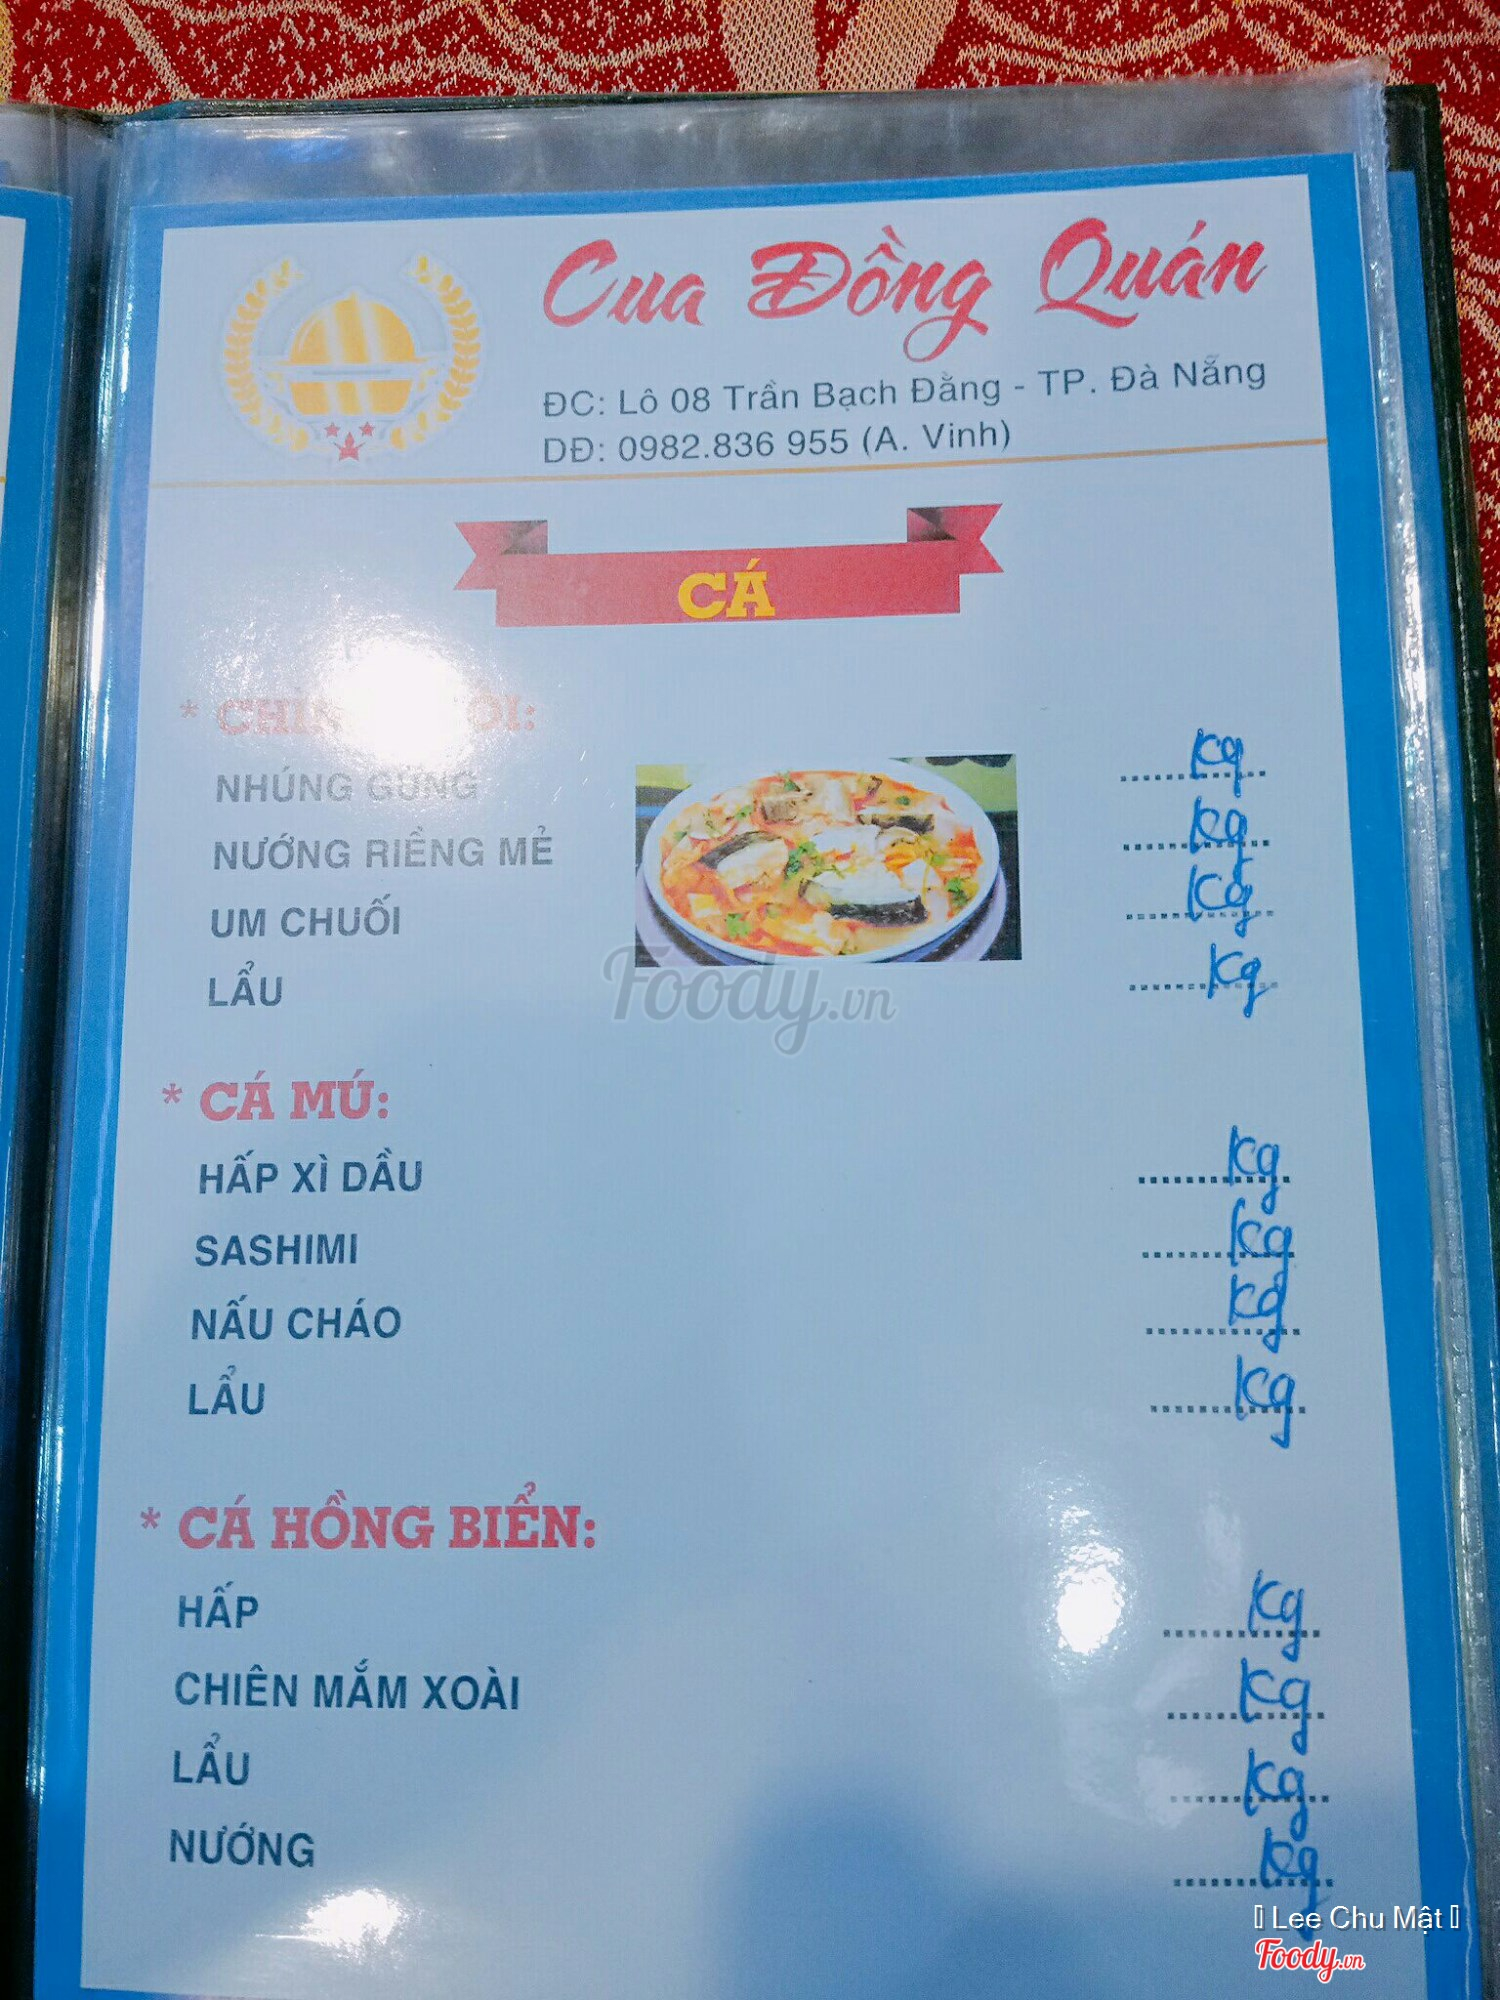 Cua Đồng Quán
ĐC: Lô 08 Trần Bạch Đằng - TP. Đà Nẵng
DĐ: 0982.836 955 (A. Vinh)
CÁ
NHÚNG GỪNG
Kg
NƯỚNG RIỀNG MẺ
Kg
UM CHUỐI
Kg
LẨU
Kg
Foody.vn
* CÁ MÚ:
HẤP XÌ DẦU
Kg
SASHIMI
Kg
NẤU CHÁO
Kg
LẨU
Kg
* CÁ HỒNG BIỂN:
HẤP
Kg
CHIÊN MẮM XOÀI
Kg
LẨU
Kg
NƯỚNG
Kg
Lee Chu Mật
Foody.vn